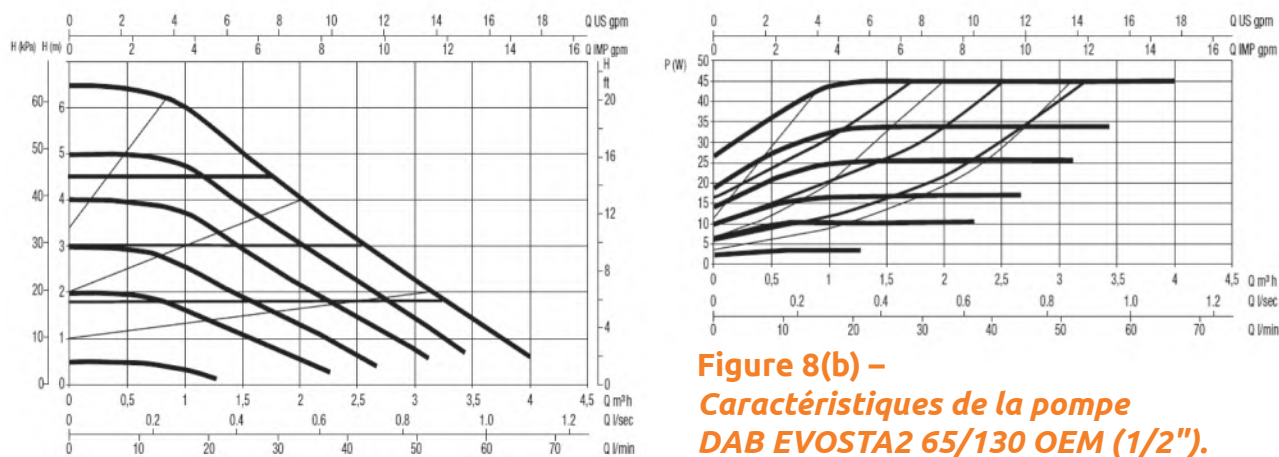 0 2 4 6 8 10 12 14 16 18 Q US gpm
H (kPa) H (m) 0 2 4 6 8 10 12 14 16 Q IMP gpm
H
ft
60 50 40 30 20 10 0
6 5 4 3 2 1 0
20 16 12 8 4 0
0 0,5 1 1,5 2 2,5 3 3,5 4 4,5 Q m³ h
0 0.2 0.4 0.6 0.8 1.0 1.2 Q l/sec
0 10 20 30 40 50 60 70 Q l/min
0 2 4 6 8 10 12 14 16 18 Q US gpm
0 2 4 6 8 10 12 14 16 Q IMP gpm
P (W)
50 45 40 35 30 25 20 15 10 5 0
0 0,5 1 1,5 2 2,5 3 3,5 4 4,5 Q m³ h
0 0.2 0.4 0.6 0.8 1.0 1.2 Q l/sec
0 10 20 30 40 50 60 70 Q l/min
Figure 8(b) –
Caractéristiques de la pompe
DAB EVOSTA2 65/130 OEM (1/2").